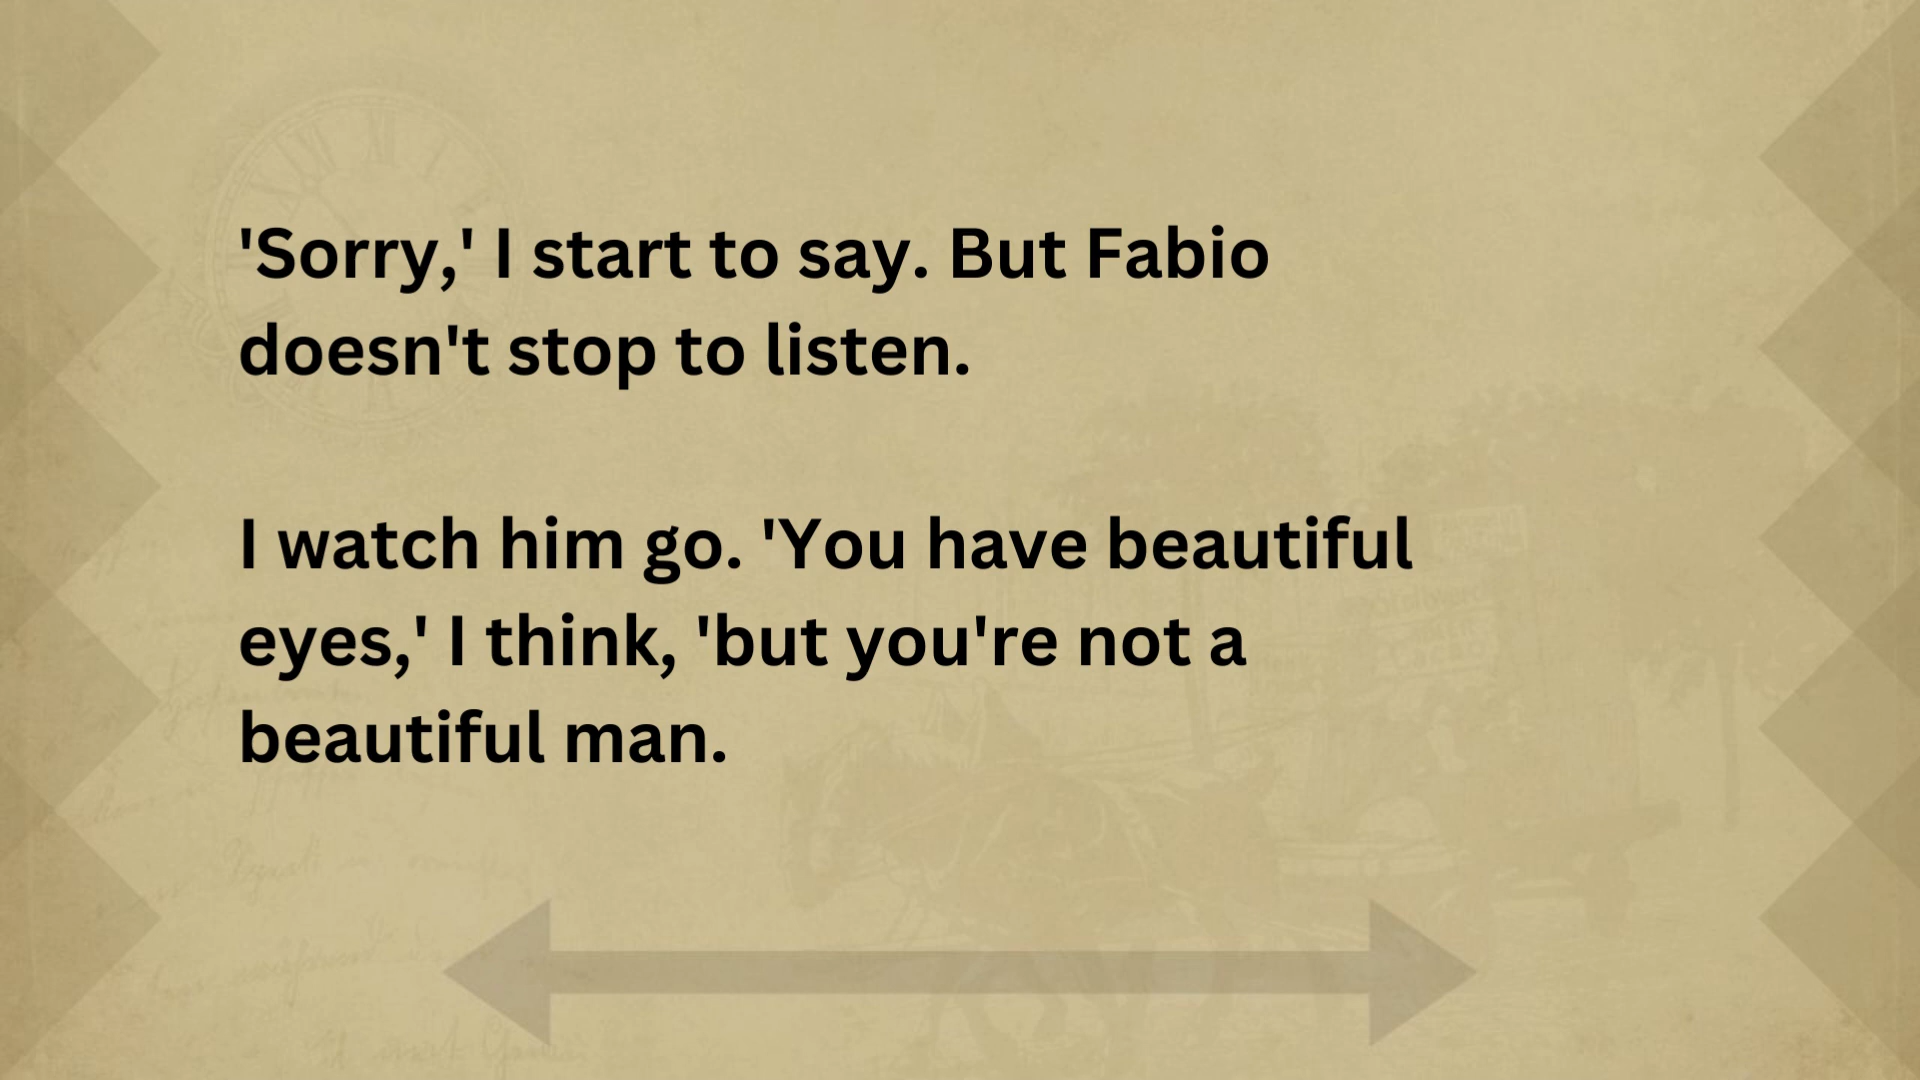 'Sorry,' I start to say. But Fabio
doesn't stop to listen.
I watch him go. 'You have beautiful
eyes,' I think, 'but you're not a
beautiful man.